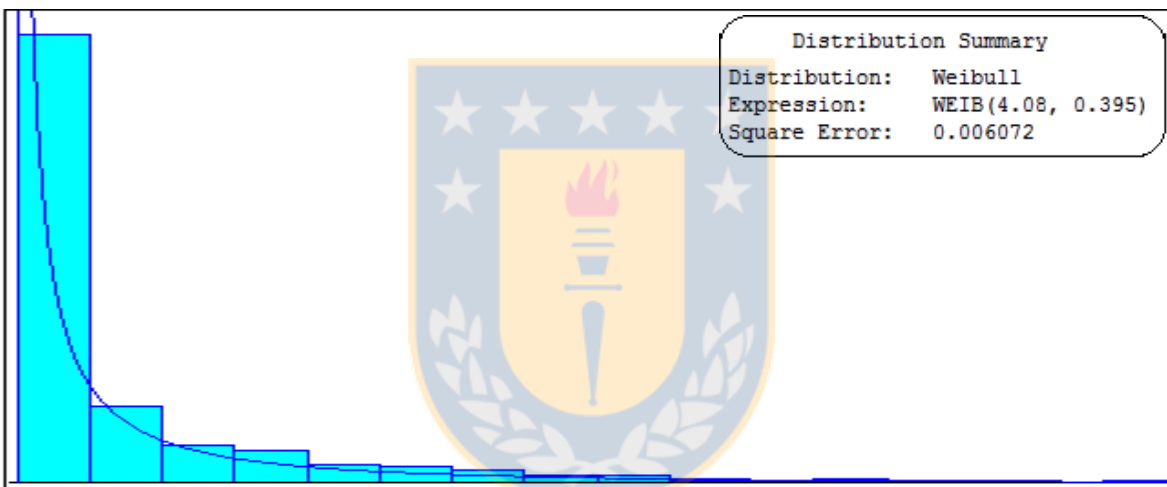 Distribution Summary
Distribution: Weibull
Expression: WEIB(4.08, 0.395)
Square Error: 0.006072